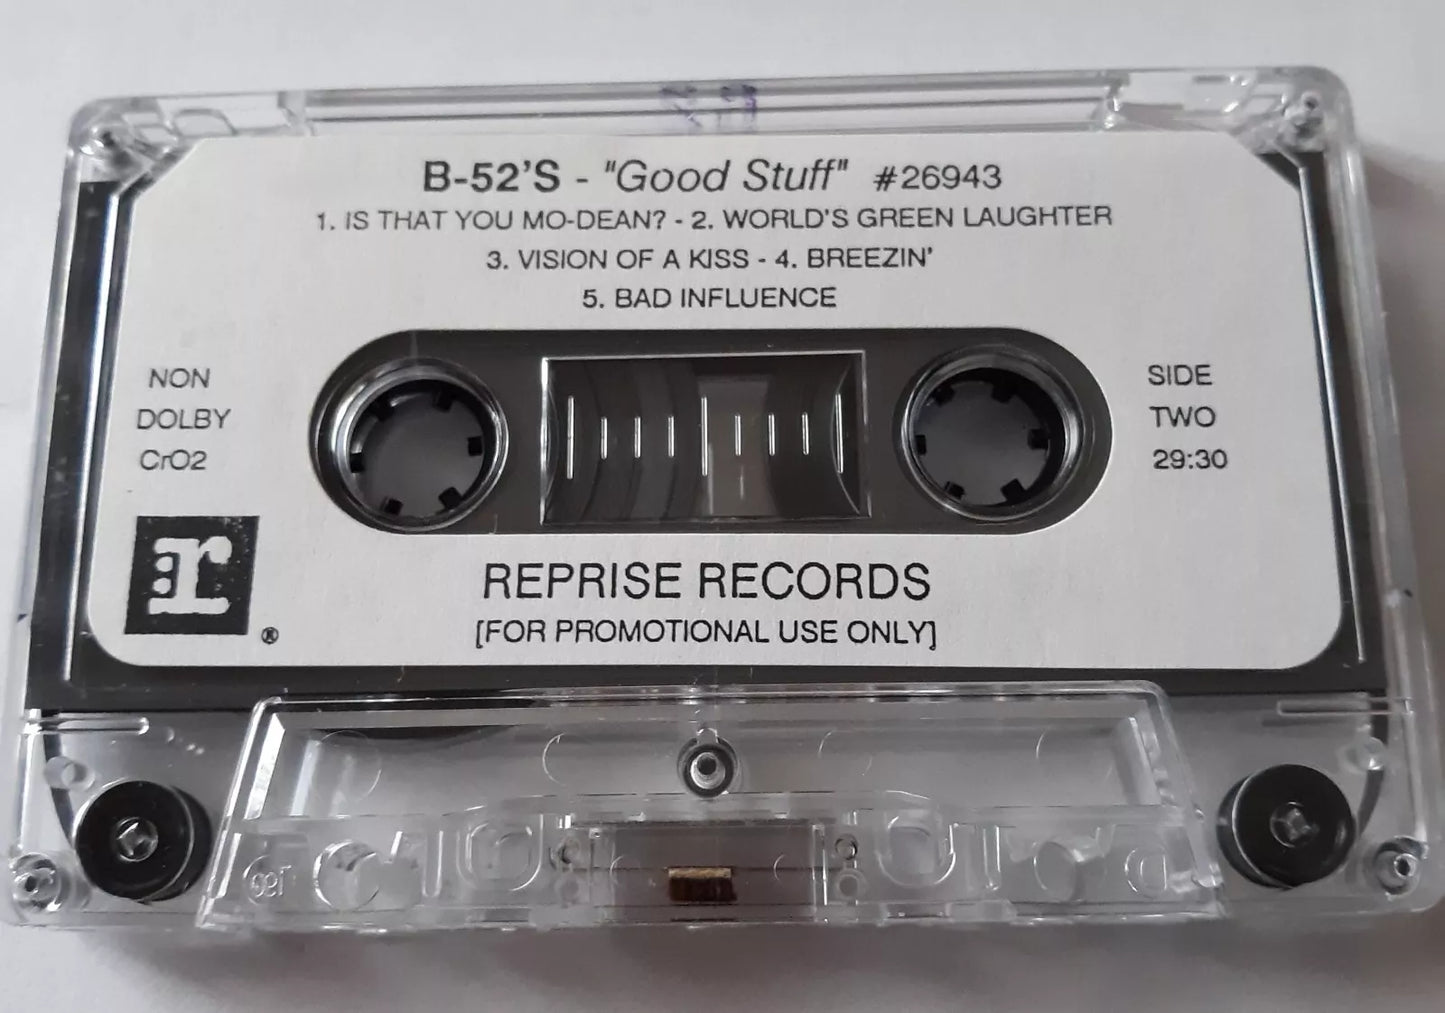 B-52'S - "Good Stuff" #26943
1. IS THAT YOU MO-DEAN? - 2. WORLD'S GREEN LAUGHTER
3. VISION OF A KISS - 4. BREEZIN'
5. BAD INFLUENCE
NON
DOLBY
CrO2
SIDE
TWO
29:30
r
®
REPRISE RECORDS
[FOR PROMOTIONAL USE ONLY]